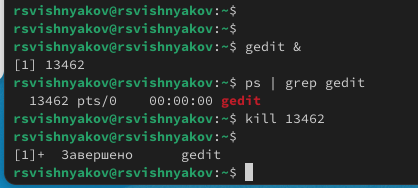 rsvishnyakov@rsvishnyakov:~$
rsvishnyakov@rsvishnyakov:~$
rsvishnyakov@rsvishnyakov:~$ gedit &
[1] 13462
rsvishnyakov@rsvishnyakov:~$ ps | grep gedit
13462 pts/0    00:00:00 gedit
rsvishnyakov@rsvishnyakov:~$ kill 13462
rsvishnyakov@rsvishnyakov:~$
[1]+  Завершено      gedit
rsvishnyakov@rsvishnyakov:~$